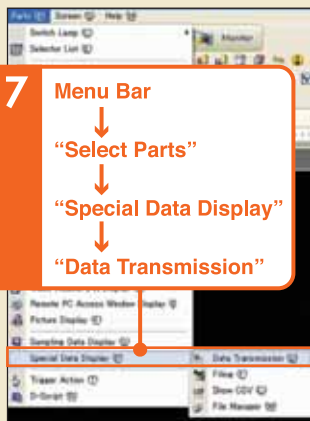 Parts (P) Screen (S) Help (H)
Switch Lamp
Selector List
Monitor
7
Menu Bar
↓
“Select Parts”
↓
“Special Data Display”
↓
“Data Transmission”
Remote PC Access Window Display
Picture Display
Sampling Data Display
Special Data Display
Data Transmission
Filing
Trigger Action
Show CSV
D-Script
File Manager